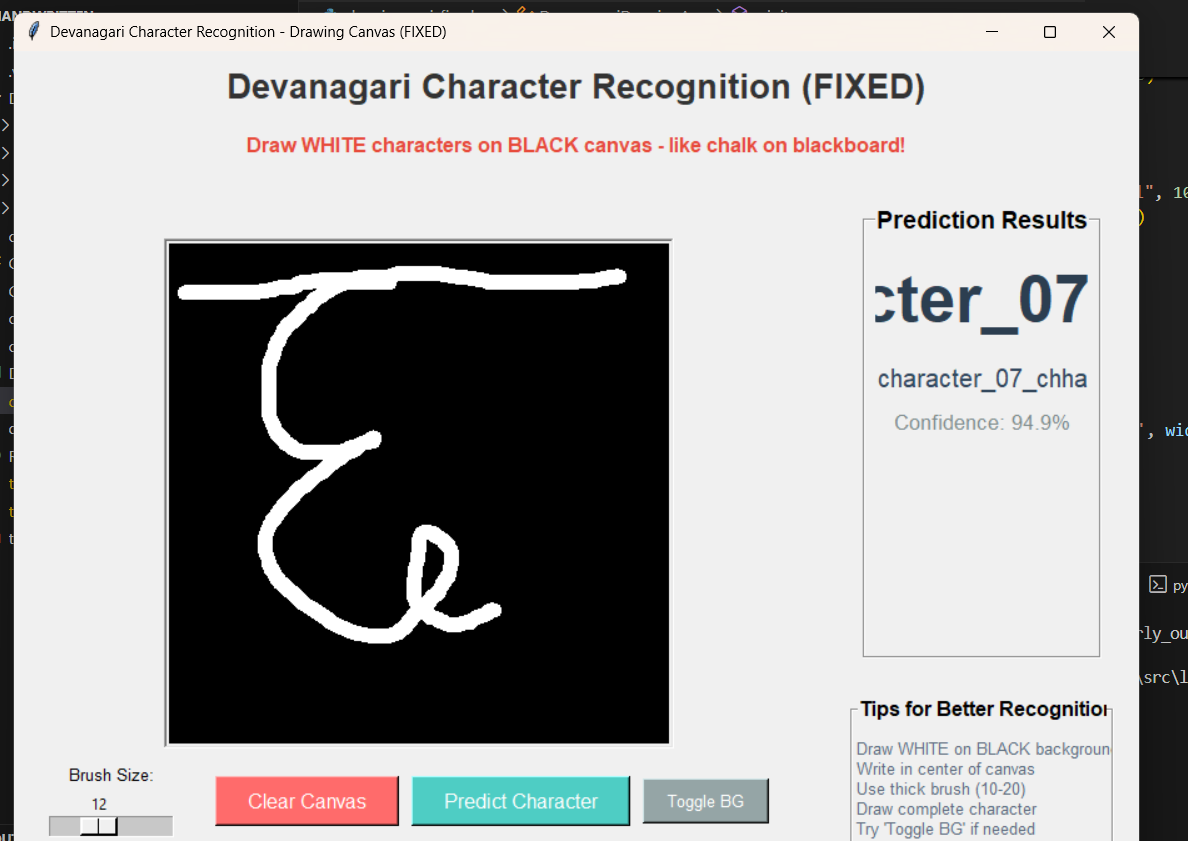 Devanagari Character Recognition - Drawing Canvas (FIXED)
Devanagari Character Recognition (FIXED)
Draw WHITE characters on BLACK canvas - like chalk on blackboard!
Prediction Results
cter_07
character_07_chha
Confidence: 94.9%
Tips for Better Recognition
Draw WHITE on BLACK backgroun
Write in center of canvas
Use thick brush (10-20)
Draw complete character
Try 'Toggle BG' if needed
Brush Size:
12
Clear Canvas
Predict Character
Toggle BG